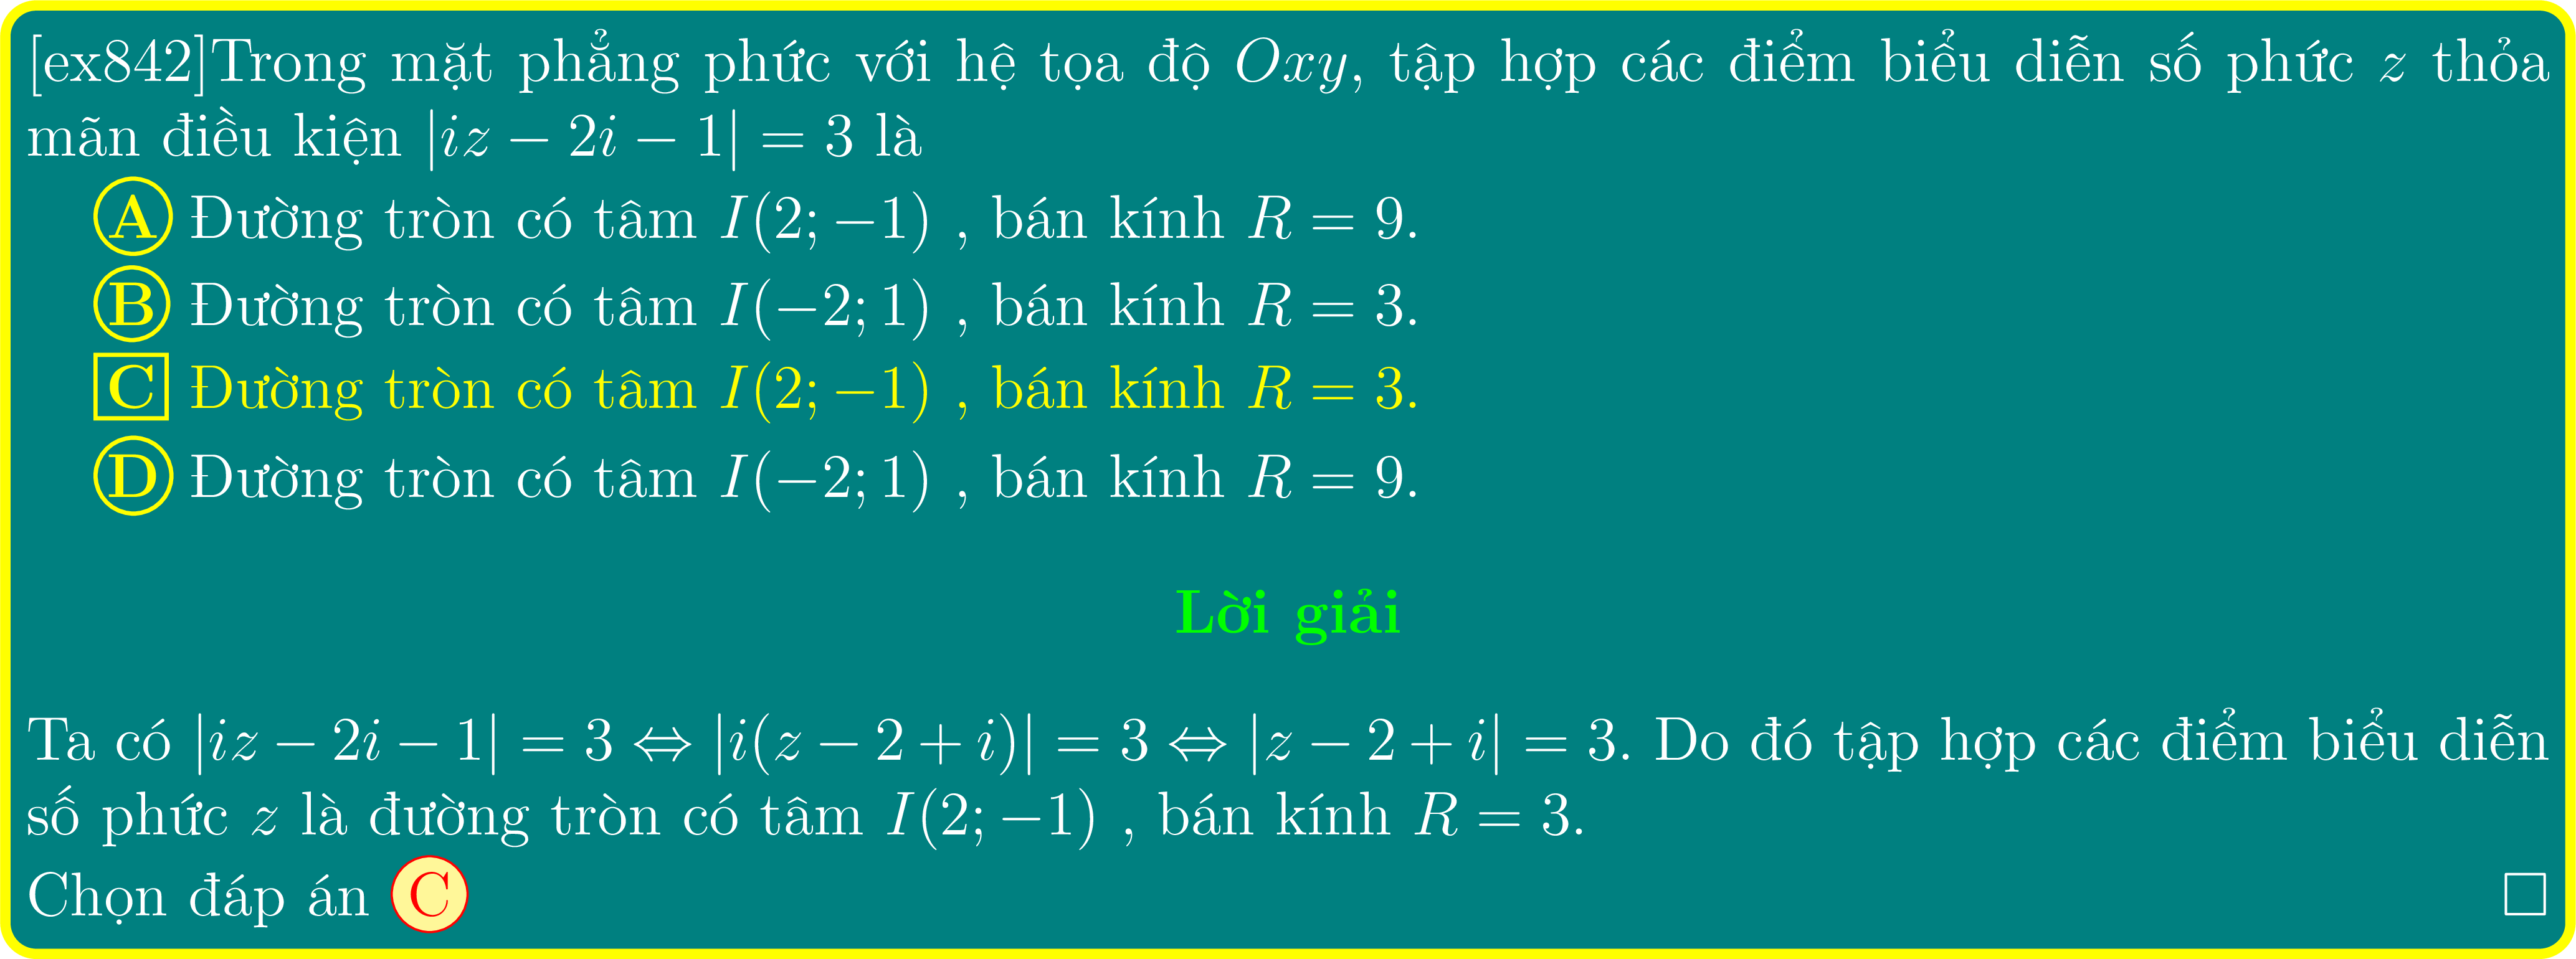 [ex842]Trong mặt phẳng phức với hệ tọa độ Oxy, tập hợp các điểm biểu diễn số phức z thỏa
mãn điều kiện |iz − 2i − 1| = 3 là
A Đường tròn có tâm I(2; −1) , bán kính R = 9.
B Đường tròn có tâm I(−2; 1) , bán kính R = 3.
C Đường tròn có tâm I(2; −1) , bán kính R = 3.
D Đường tròn có tâm I(−2; 1) , bán kính R = 9.
Lời giải
Ta có |iz − 2i − 1| = 3 ⇔ |i(z − 2 + i)| = 3 ⇔ |z − 2 + i| = 3. Do đó tập hợp các điểm biểu diễn
số phức z là đường tròn có tâm I(2; −1) , bán kính R = 3.
Chọn đáp án C □